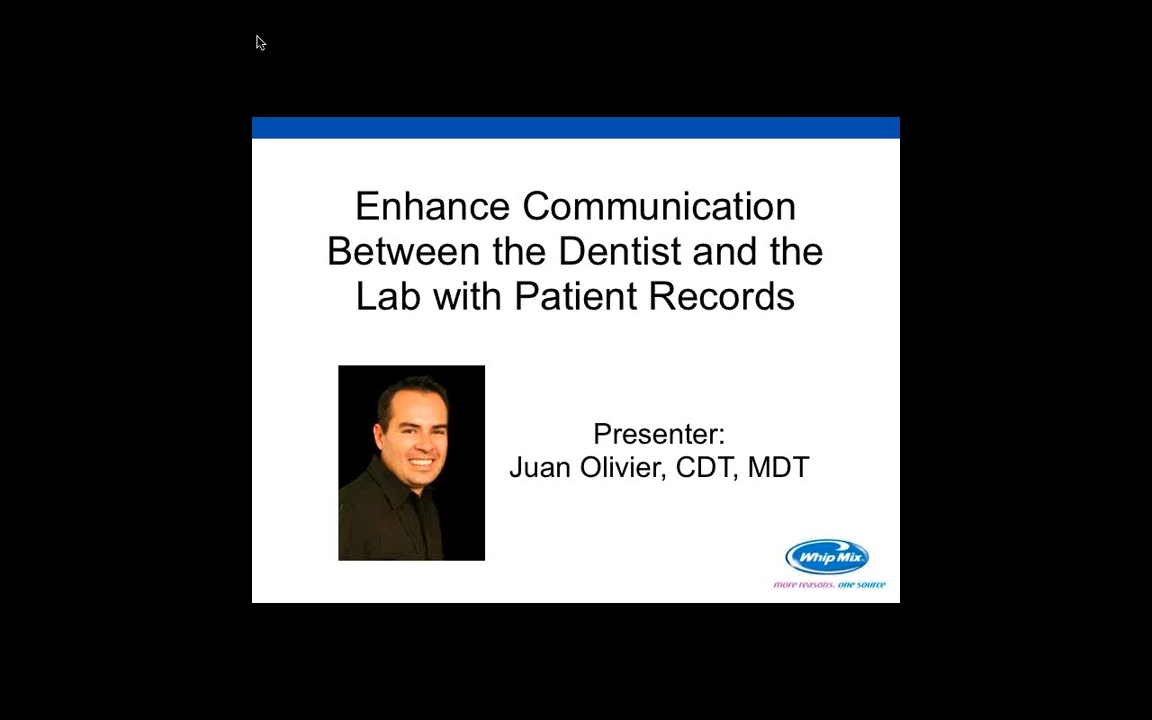 Enhance Communication
Between the Dentist and the
Lab with Patient Records
Presenter:
Juan Olivier, CDT, MDT
Whip Mix
more reasons. one source